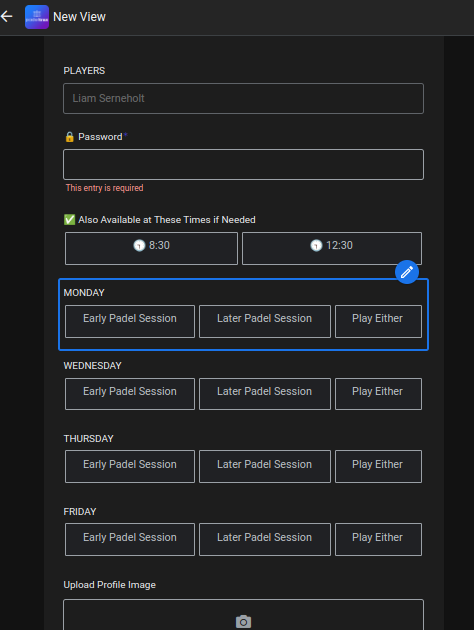 New View
PLAYERS
Liam Serneholt
🔓 Password*
This entry is required
✅ Also Available at These Times if Needed
🕣 8:30 🕧 12:30
MONDAY
Early Padel Session Later Padel Session Play Either
WEDNESDAY
Early Padel Session Later Padel Session Play Either
THURSDAY
Early Padel Session Later Padel Session Play Either
FRIDAY
Early Padel Session Later Padel Session Play Either
Upload Profile Image